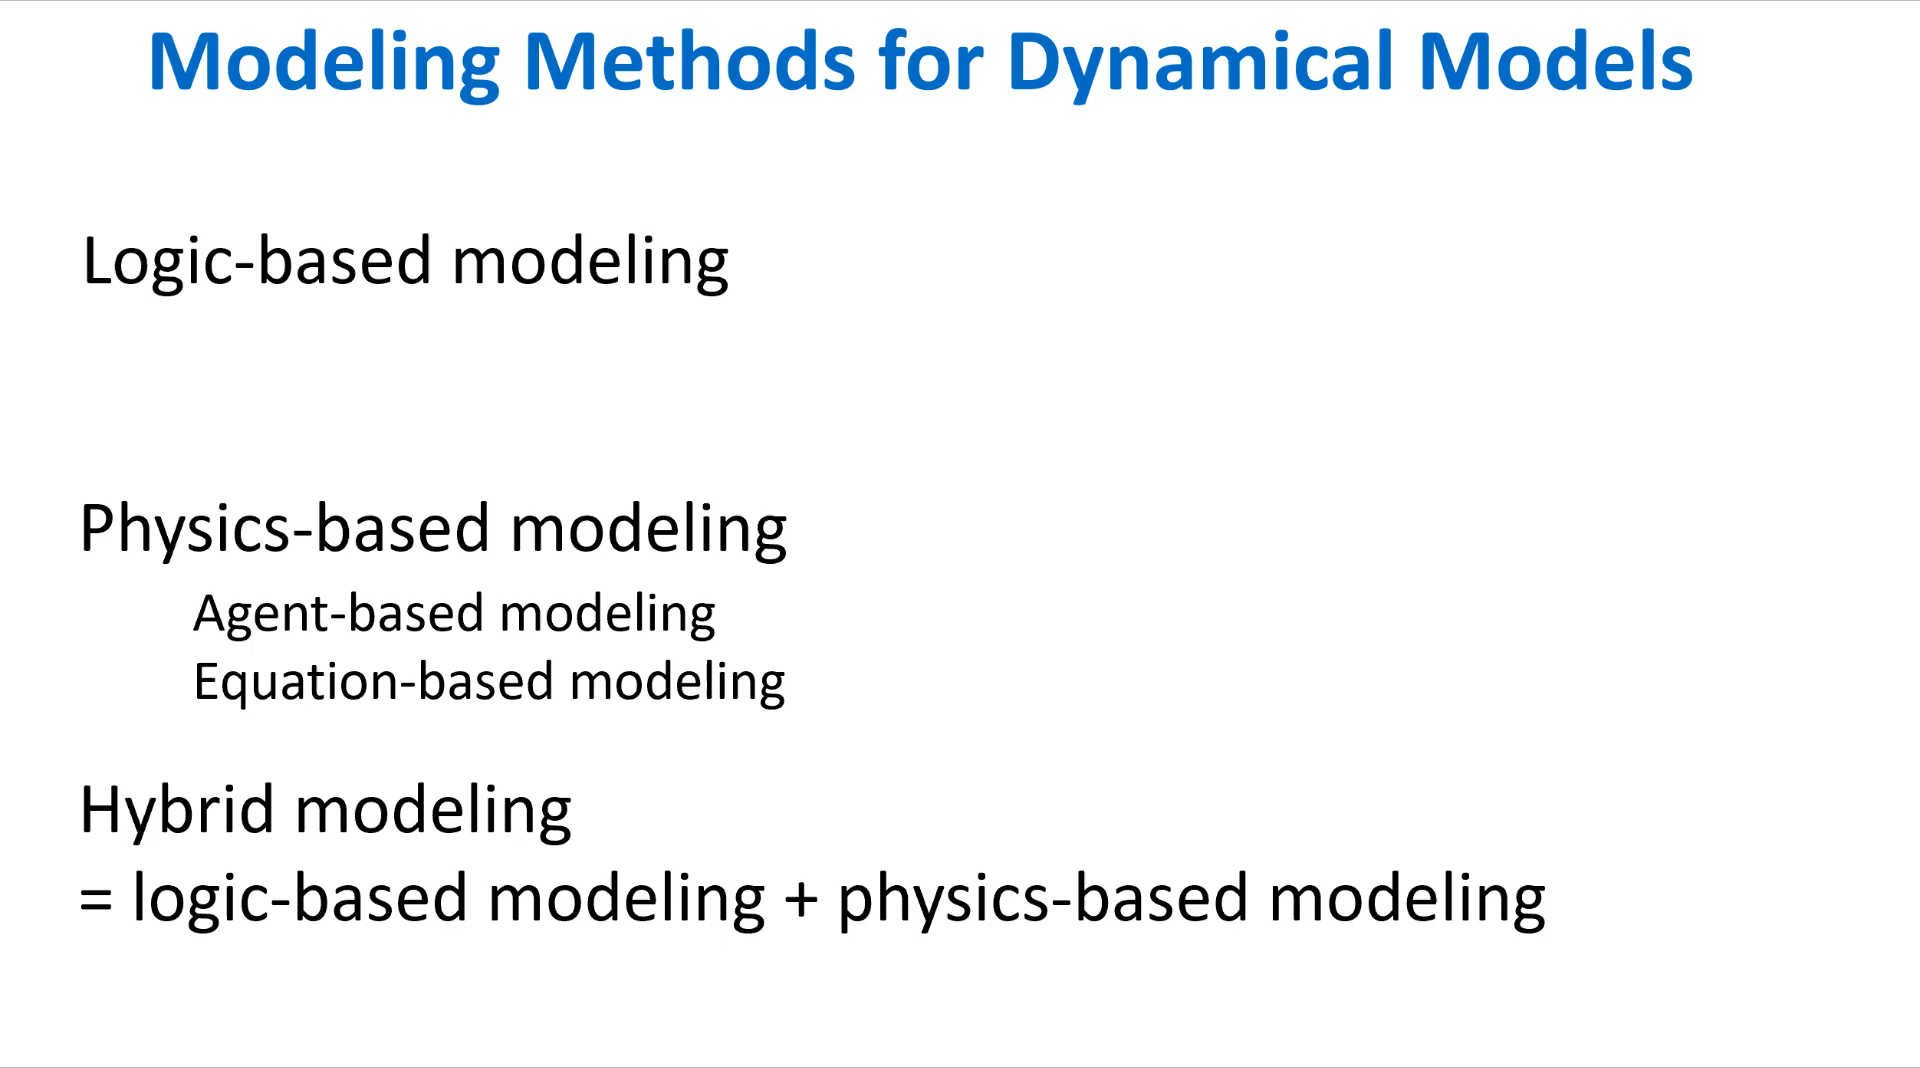 Modeling Methods for Dynamical Models
Logic-based modeling
Physics-based modeling
Agent-based modeling
Equation-based modeling
Hybrid modeling
= logic-based modeling + physics-based modeling